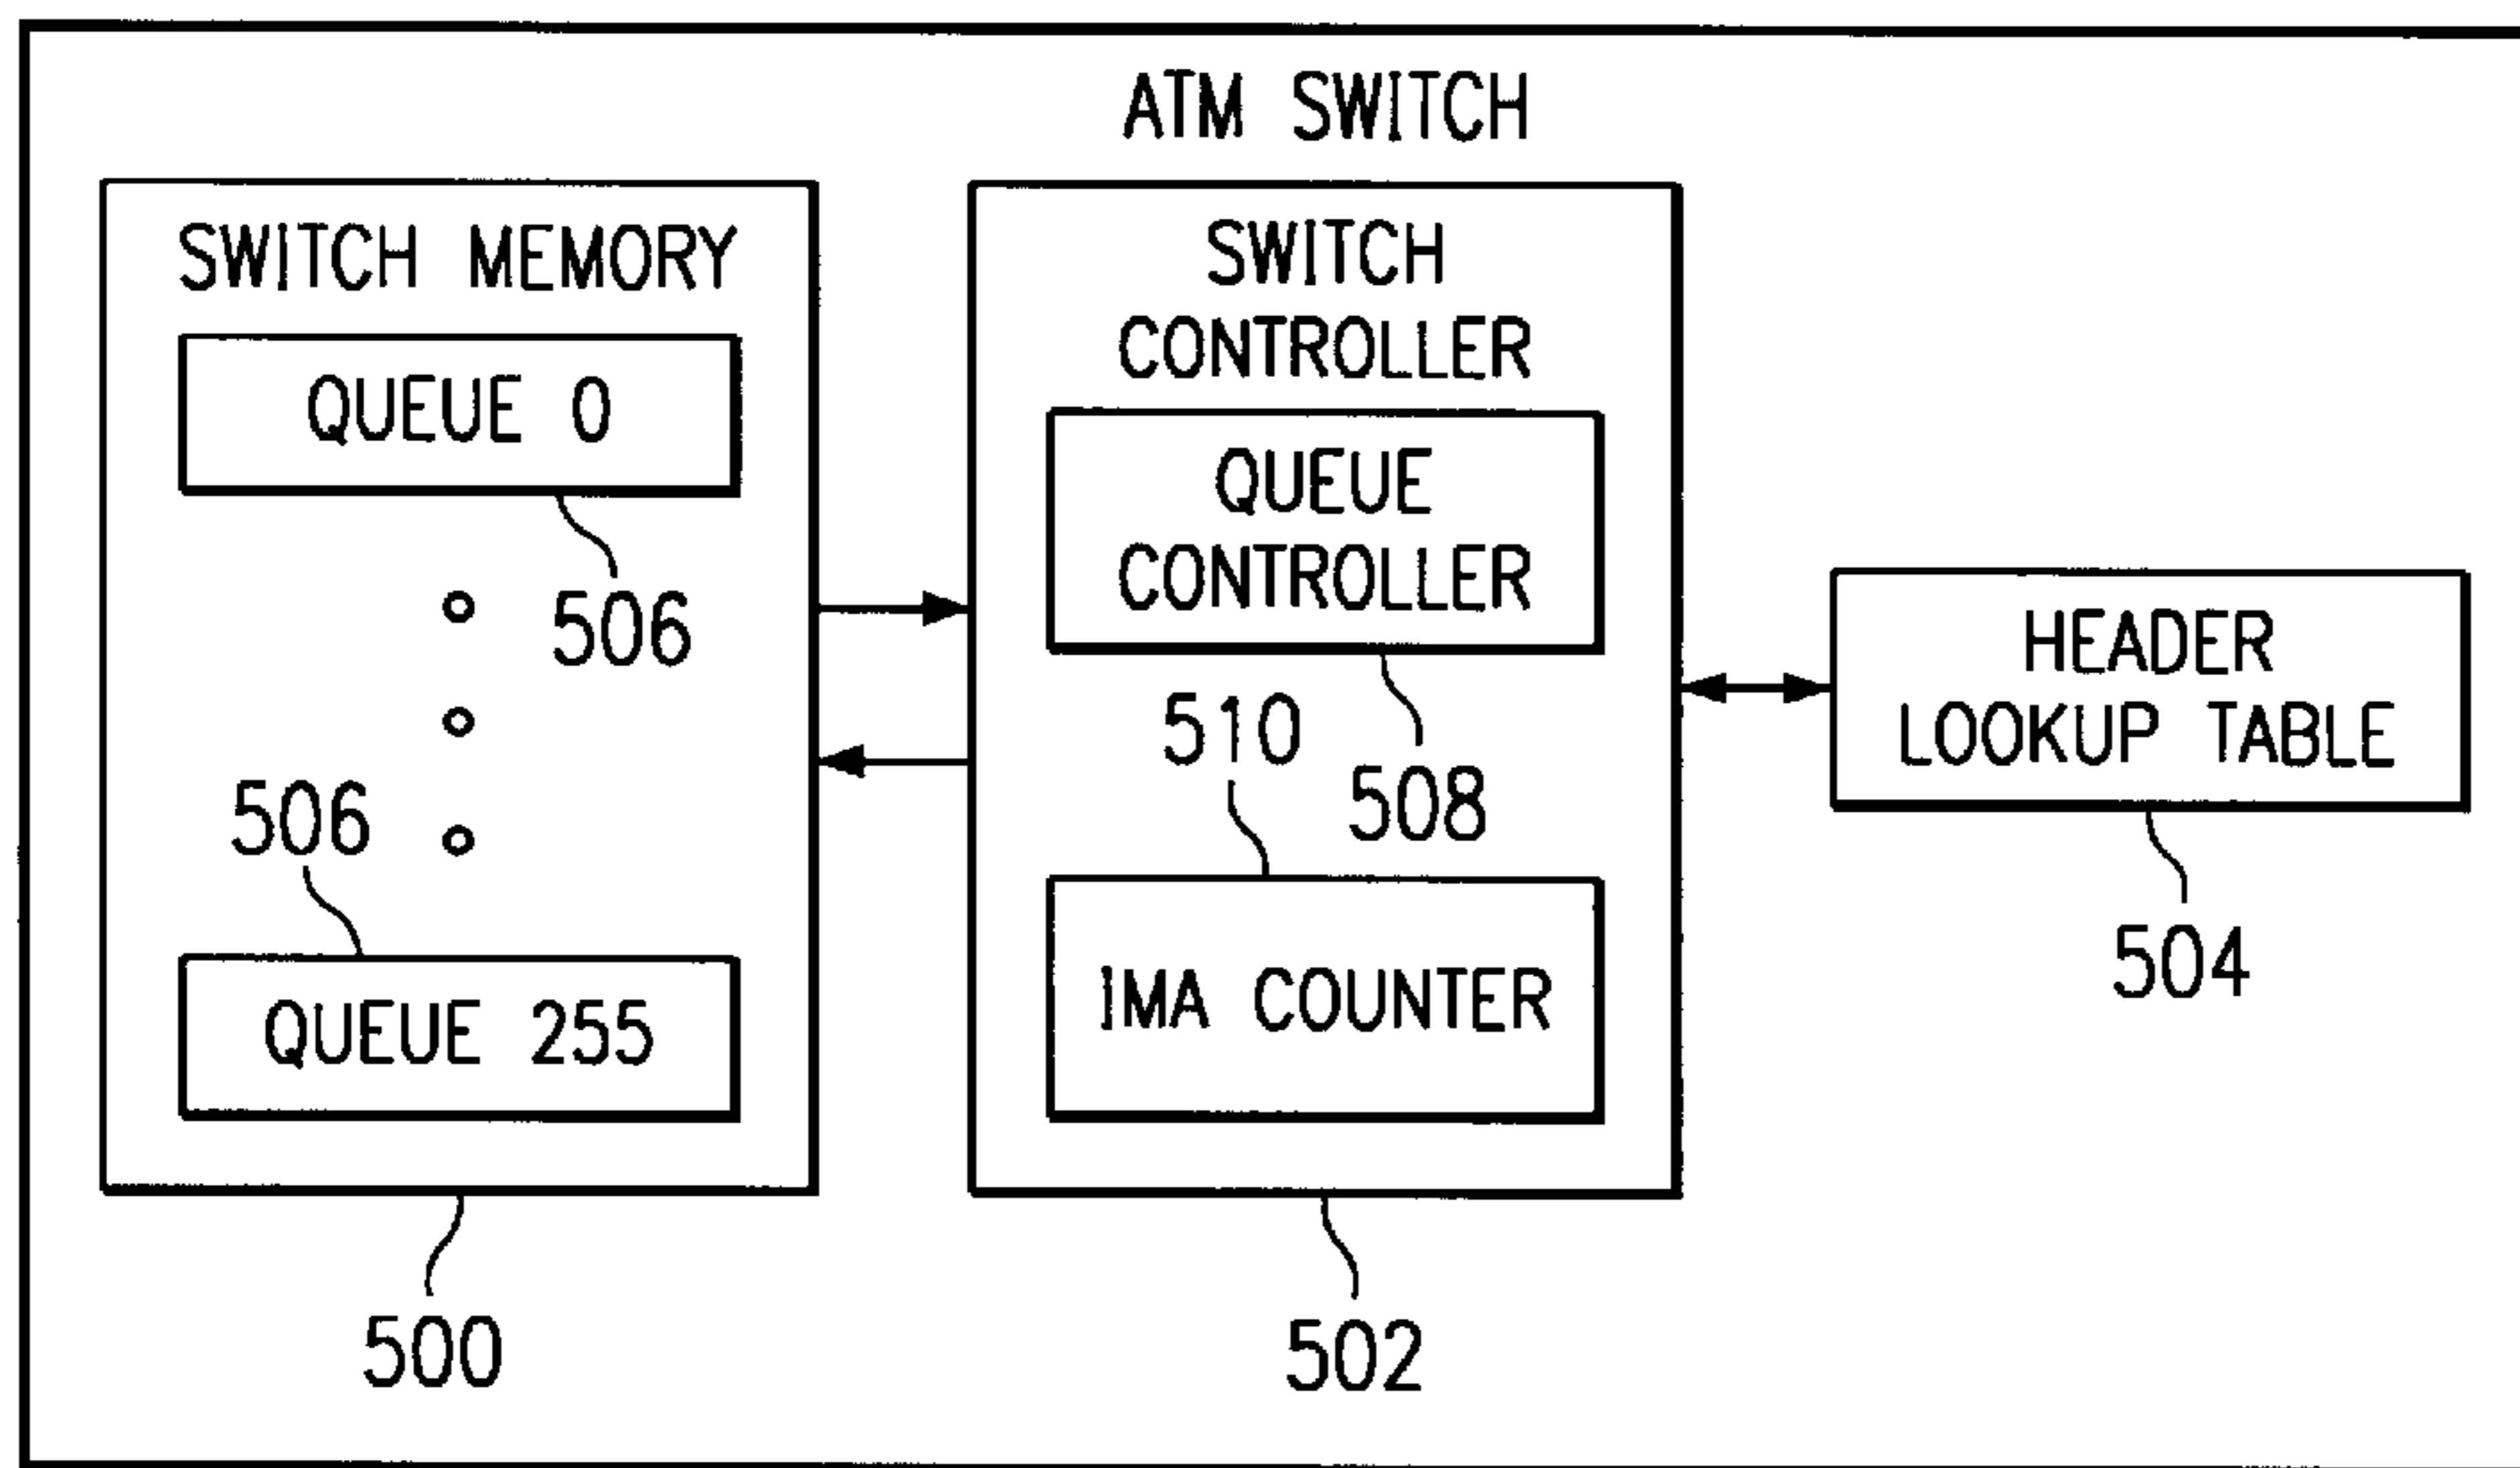 ATM SWITCH
SWITCH MEMORY
QUEUE 0
506
506
QUEUE 255
500
SWITCH
CONTROLLER
QUEUE
CONTROLLER
508
510
IMA COUNTER
502
HEADER
LOOKUP TABLE
504